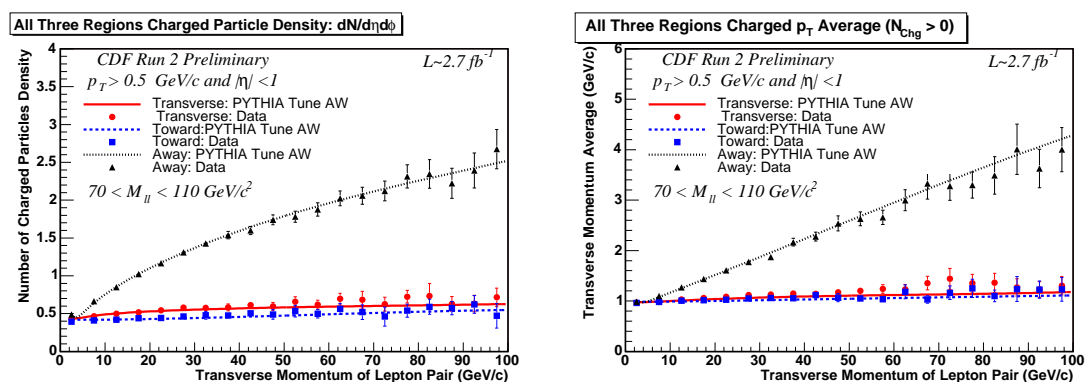 All Three Regions Charged Particle Density: dN/dηdϕ
CDF Run 2 Preliminary
L~2.7 fb⁻¹
p_T > 0.5 GeV/c and |η| <1
Transverse: PYTHIA Tune AW
Transverse: Data
Toward:PYTHIA Tune AW
Toward: Data
Away: PYTHIA Tune AW
Away: Data
70 < M_ll < 110 GeV/c²
Number of Charged Particles Density
4
3.5
3
2.5
2
1.5
1
0.5
0
0 10 20 30 40 50 60 70 80 90 100
Transverse Momentum of Lepton Pair (GeV/c)
All Three Regions Charged p_T Average (N_Chg > 0)
CDF Run 2 Preliminary
L~2.7 fb⁻¹
p_T > 0.5 GeV/c and |η| <1
Transverse: PYTHIA Tune AW
Transverse: Data
Toward:PYTHIA Tune AW
Toward: Data
Away: PYTHIA Tune AW
Away: Data
70 < M_ll < 110 GeV/c²
Transverse Momentum Average (GeV/c)
6
5
4
3
2
1
0
0 10 20 30 40 50 60 70 80 90 100
Transverse Momentum of Lepton Pair (GeV/c)